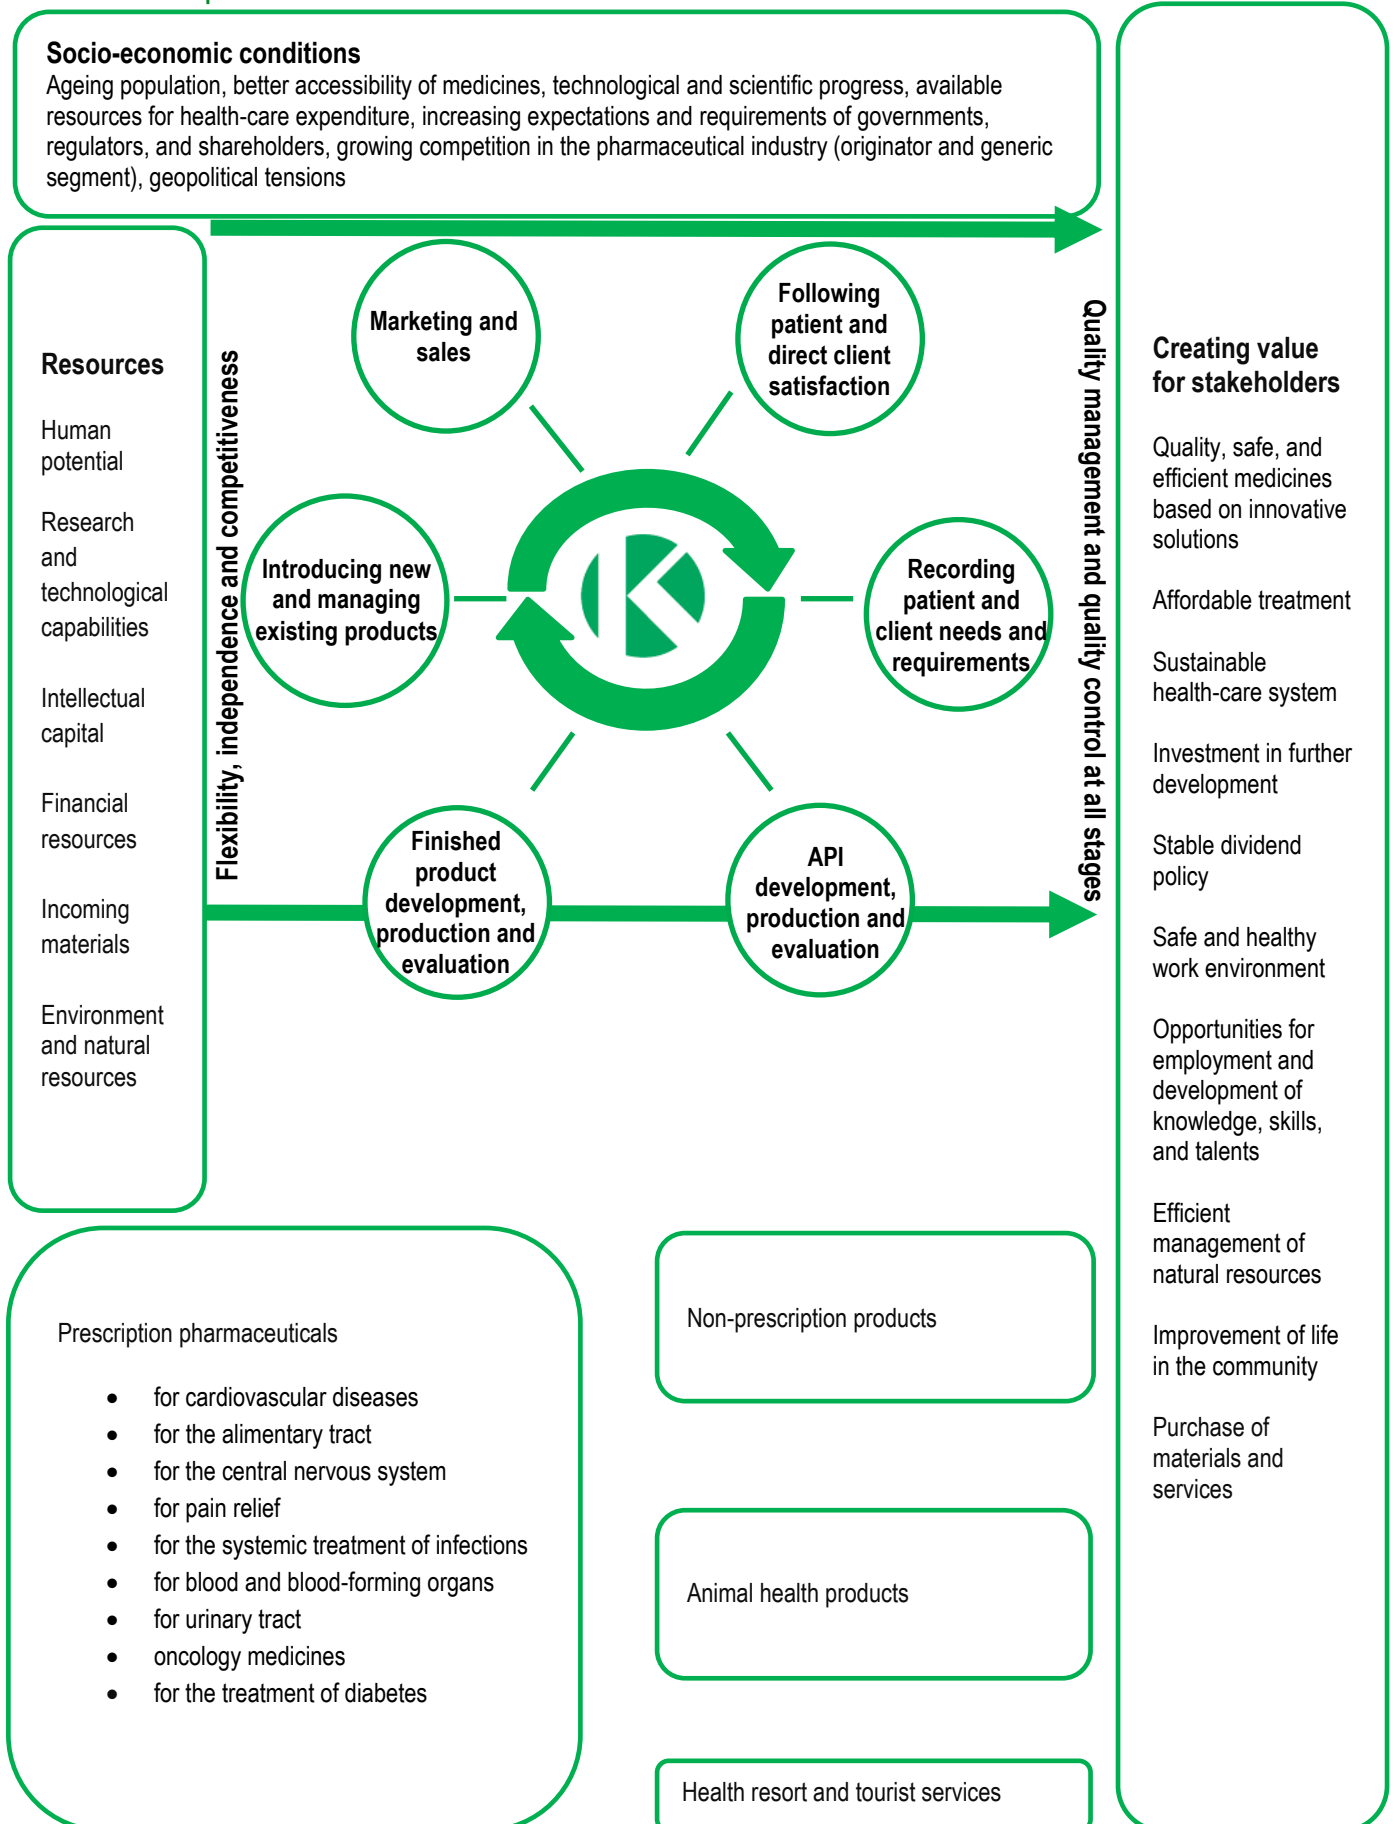 Socio-economic conditions
Ageing population, better accessibility of medicines, technological and scientific progress, available
resources for health-care expenditure, increasing expectations and requirements of governments,
regulators, and shareholders, growing competition in the pharmaceutical industry (originator and generic
segment), geopolitical tensions
Resources
Human
potential
Research
and
technological
capabilities
Intellectual
capital
Financial
resources
Incoming
materials
Environment
and natural
resources
Flexibility, independence and competitiveness
Marketing and
sales
Following
patient and
direct client
satisfaction
Introducing new
and managing
existing products
K
Recording
patient and
client needs and
requirements
Finished
product
development,
production and
evaluation
API
development,
production and
evaluation
Quality management and quality control at all stages
Creating value
for stakeholders
Quality, safe, and
efficient medicines
based on innovative
solutions
Affordable treatment
Sustainable
health-care system
Investment in further
development
Stable dividend
policy
Safe and healthy
work environment
Opportunities for
employment and
development of
knowledge, skills,
and talents
Efficient
management of
natural resources
Improvement of life
in the community
Purchase of
materials and
services
Prescription pharmaceuticals
• for cardiovascular diseases
• for the alimentary tract
• for the central nervous system
• for pain relief
• for the systemic treatment of infections
• for blood and blood-forming organs
• for urinary tract
• oncology medicines
• for the treatment of diabetes
Non-prescription products
Animal health products
Health resort and tourist services